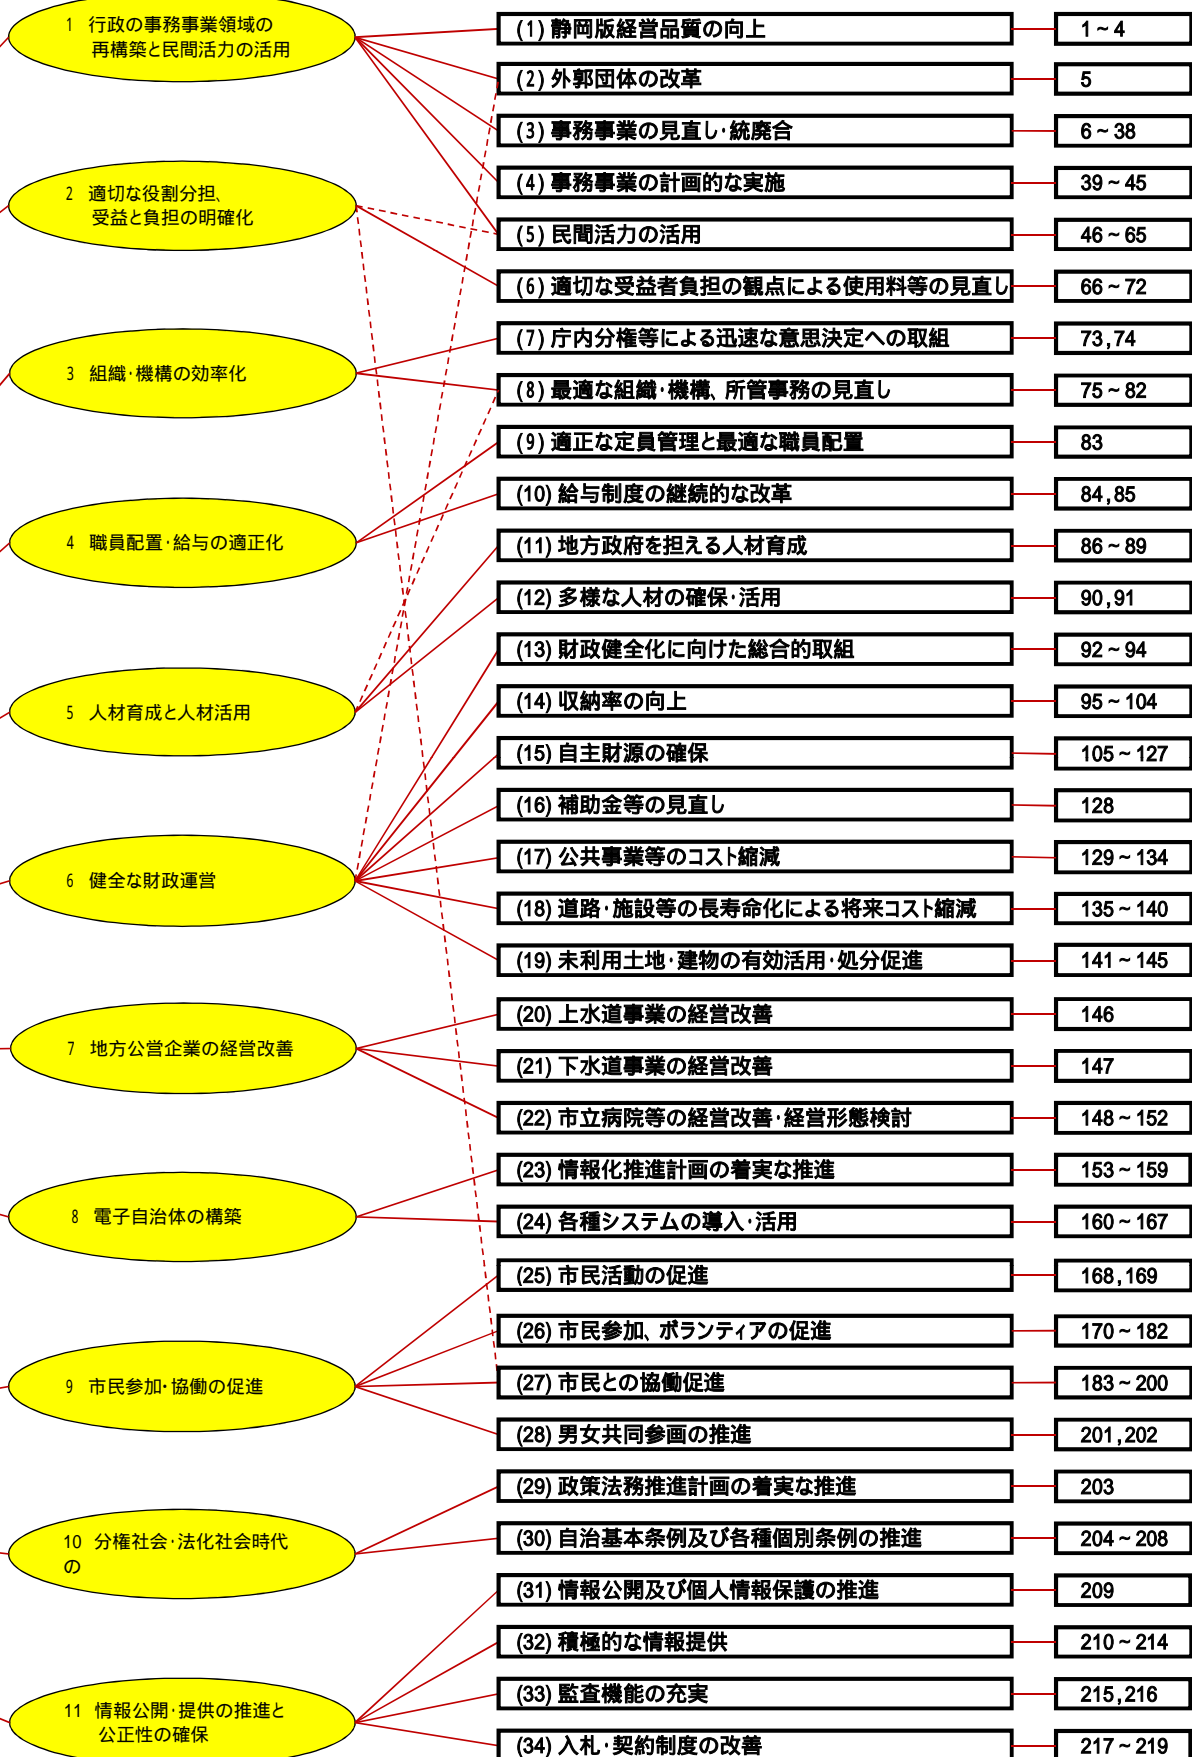 1 行政の事務事業領域の
再構築と民間活力の活用
(1) 静岡版経営品質の向上 1～4
(2) 外郭団体の改革 5
(3) 事務事業の見直し・統廃合 6～38
2 適切な役割分担、
受益と負担の明確化
(4) 事務事業の計画的な実施 39～45
(5) 民間活力の活用 46～65
(6) 適切な受益者負担の観点による使用料等の見直し 66～72
3 組織・機構の効率化
(7) 庁内分権等による迅速な意思決定への取組 73,74
(8) 最適な組織・機構、所管事務の見直し 75～82
4 職員配置・給与の適正化
(9) 適正な定員管理と最適な職員配置 83
(10) 給与制度の継続的な改革 84,85
5 人材育成と人材活用
(11) 地方政府を担える人材育成 86～89
(12) 多様な人材の確保・活用 90,91
6 健全な財政運営
(13) 財政健全化に向けた総合的取組 92～94
(14) 収納率の向上 95～104
(15) 自主財源の確保 105～127
(16) 補助金等の見直し 128
(17) 公共事業等のコスト縮減 129～134
(18) 道路・施設等の長寿命化による将来コスト縮減 135～140
(19) 未利用土地・建物の有効活用・処分促進 141～145
7 地方公営企業の経営改善
(20) 上水道事業の経営改善 146
(21) 下水道事業の経営改善 147
(22) 市立病院等の経営改善・経営形態検討 148～152
8 電子自治体の構築
(23) 情報化推進計画の着実な推進 153～159
(24) 各種システムの導入・活用 160～167
9 市民参加・協働の促進
(25) 市民活動の促進 168,169
(26) 市民参加、ボランティアの促進 170～182
(27) 市民との協働促進 183～200
(28) 男女共同参画の推進 201,202
10 分権社会・法化社会時代
の
(29) 政策法務推進計画の着実な推進 203
(30) 自治基本条例及び各種個別条例の推進 204～208
11 情報公開・提供の推進と
公正性の確保
(31) 情報公開及び個人情報保護の推進 209
(32) 積極的な情報提供 210～214
(33) 監査機能の充実 215,216
(34) 入札・契約制度の改善 217～219